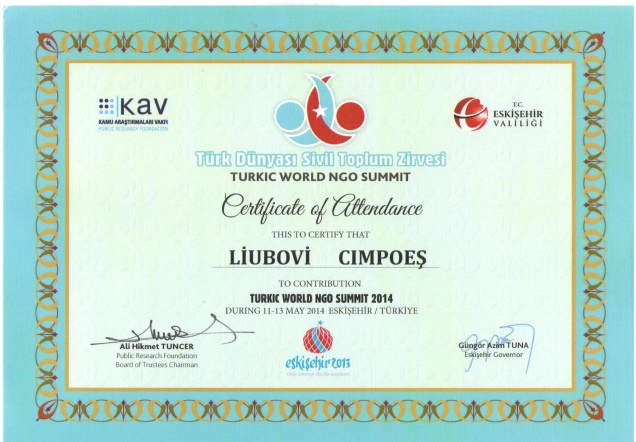 kav
KAMU ARAŞTIRMALARI VAKFI
PUBLIC RESEARCH FOUNDATION
T.C.
ESKİŞEHİR
VALİLİĞİ
Türk Dünyası Sivil Toplum Zirvesi
TURKIC WORLD NGO SUMMIT
Certificate of Attendance
THIS TO CERTIFY THAT
LİUBOVİ CIMPOEŞ
TO CONTRIBUTION
TURKIC WORLD NGO SUMMIT 2014
DURING 11-13 MAY 2014 ESKİŞEHİR / TÜRKİYE
Ali Hikmet TUNCER
Public Research Foundation
Board of Trustees Chairman
eskişehir2013
Güngör Azim TUNA
Eskişehir Governor